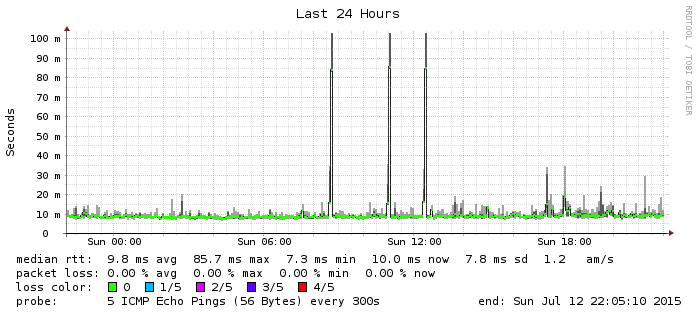 Last 24 Hours
RRDTOOL / TOBI OETIKER
Seconds
100 m
90 m
80 m
70 m
60 m
50 m
40 m
30 m
20 m
10 m
0
Sun 00:00 Sun 06:00 Sun 12:00 Sun 18:00
median rtt: 9.8 ms avg 85.7 ms max 7.3 ms min 10.0 ms now 7.8 ms sd 1.2 am/s
packet loss: 0.00 % avg 0.00 % max 0.00 % min 0.00 % now
loss color: 0 1/5 2/5 3/5 4/5
probe: 5 ICMP Echo Pings (56 Bytes) every 300s end: Sun Jul 12 22:05:10 2015